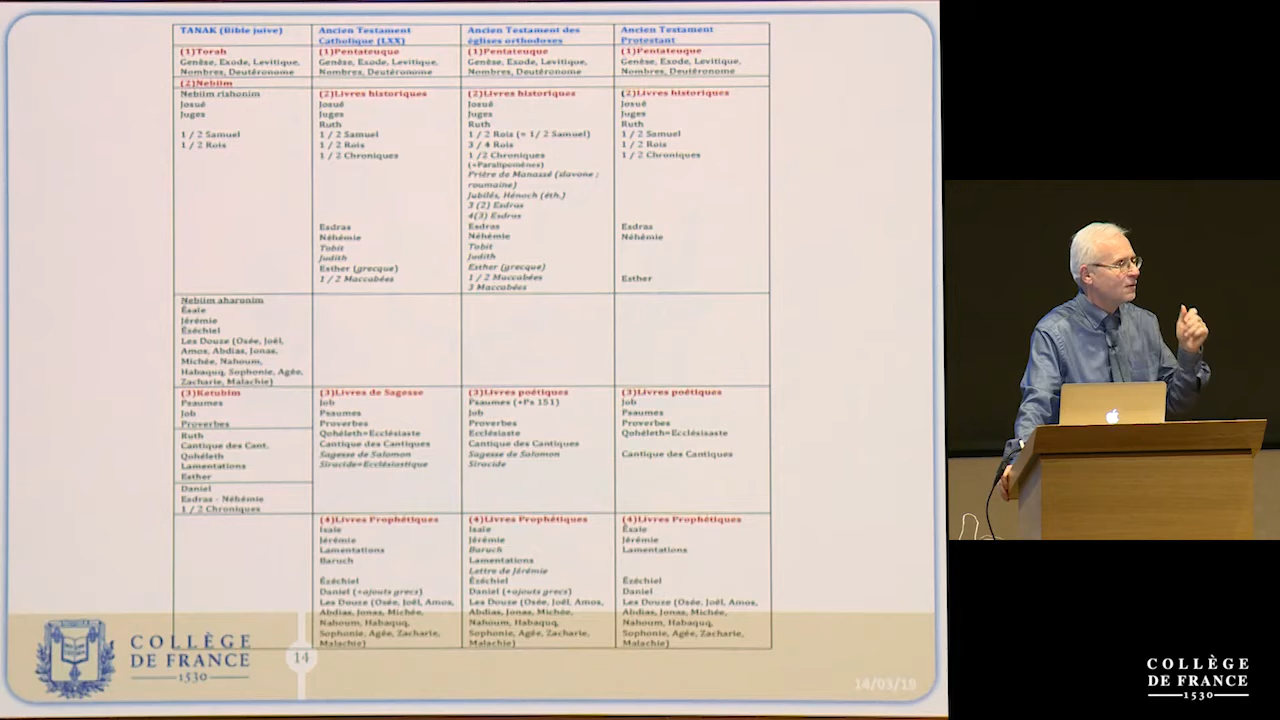 TANAK (Bible juive)
Ancien Testament
Catholique (LXX)
Ancien Testament des
églises orthodoses
Ancien Testament
Protestant
(1)Torah
Genèse, Exode, Levitique,
Nombres, Deutéronome
(1)Pentateuque
Genèse, Exode, Levitique,
Nombres, Deutéronome
(1)Pentateuque
Genèse, Exode, Levitique,
Nombres, Deutéronome
(1)Pentateuque
Genèse, Exode, Levitique,
Nombres, Deutéronome
(2)Nebiim
Nebiim rishonim
Josué
Juges
1 / 2 Samuel
1 / 2 Rois
(2)Livres historiques
Josué
Juges
Ruth
1 / 2 Samuel
1 / 2 Rois
1 / 2 Chroniques
Esdras
Néhémie
Tobit
Judith
Esther (grecque)
1 / 2 Maccabées
(2)Livres historiques
Josué
Juges
Ruth
1 / 2 Rois (= 1/2 Samuel)
3 / 4 Rois
1 /2 Chroniques
(=Paralipomènes)
Prière de Manassé (slavone ;
roumaine)
Jubilés, Hénoch (éth.)
3 (2) Esdras
4(3) Esdras
Esdras
Néhémie
Tobit
Judith
Esther (grecque)
1 / 2 Maccabées
3 Maccabées
(2)Livres historiques
Josué
Juges
Ruth
1 / 2 Samuel
1 / 2 Rois
1 / 2 Chroniques
Esdras
Néhémie
Esther
Nebiim aharonim
Ésaïe
Jérémie
Ézéchiel
Les Douze (Osée, Joël,
Amos, Abdias, Jonas,
Michée, Nahoum,
Habaquq, Sophonie, Agée,
Zacharie, Malachie)
(3)Ketubim
Psaumes
Job
Proverbes
Ruth
Cantique des Cant.
Qohéleth
Lamentations
Esther
Daniel
Esdras - Néhémie
1 / 2 Chroniques
(3)Livres de Sagesse
Job
Psaumes
Proverbes
Qohéleth=Ecclésiaste
Cantique des Cantiques
Sagesse de Salomon
Siracide=Ecclésiastique
(3)Livres poétiques
Psaumes (+Ps 151)
Job
Proverbes
Ecclésiaste
Cantique des Cantiques
Sagesse de Salomon
Siracide
(3)Livres poétiques
Job
Psaumes
Proverbes
Qohéleth=Ecclésisaste
Cantique des Cantiques
(4)Livres Prophétiques
Isaïe
Jérémie
Lamentations
Baruch
Ézéchiel
Daniel (+ajouts grecs)
Les Douze (Osée, Joël, Amos,
Abdias, Jonas, Michée,
Nahoum, Habaquq,
Sophonie, Agée, Zacharie,
Malachie)
(4)Livres Prophétiques
Isaïe
Jérémie
Baruch
Lamentations
Lettre de Jérémie
Ézéchiel
Daniel (+ajouts grecs)
Les Douze (Osée, Joël, Amos,
Abdias, Jonas, Michée,
Nahoum, Habaquq,
Sophonie, Agée, Zacharie,
Malachie)
(4)Livres Prophétiques
Ésaïe
Jérémie
Lamentations
Ézéchiel
Daniel
Les Douze (Osée, Joël, Amos,
Abdias, Jonas, Michée,
Nahoum, Habaquq,
Sophonie, Agée, Zacharie,
Malachie)
COLLÈGE
DE FRANCE
1530
14
14/03/19
COLLÈGE
DE FRANCE
1530